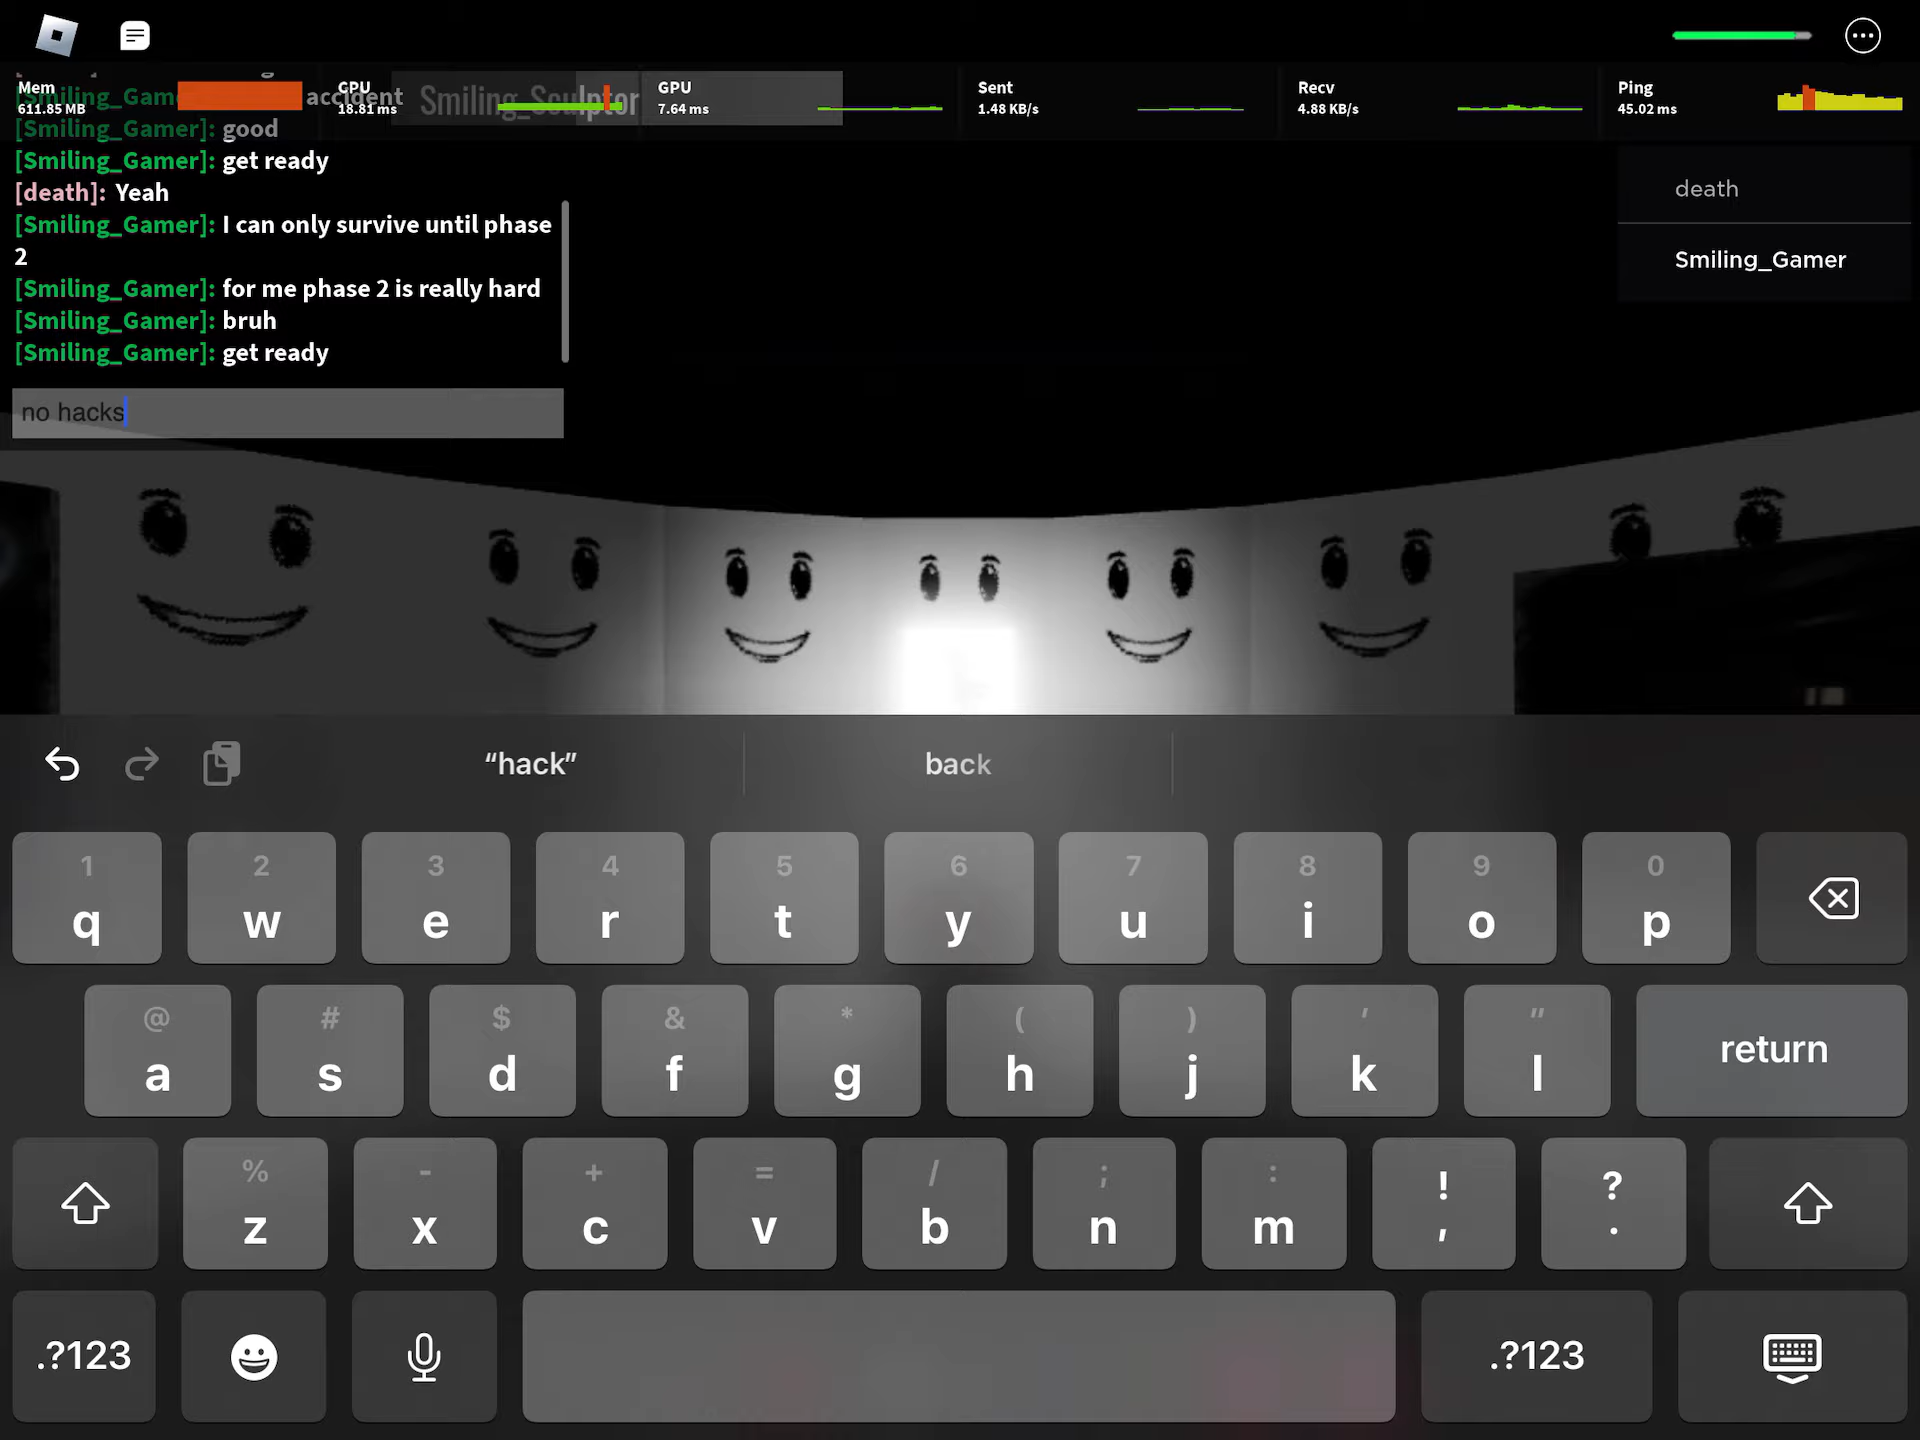 Mem
611.85 MB
CPU
18.81 ms
GPU
7.64 ms
Sent
1.48 KB/s
Recv
4.88 KB/s
Ping
45.02 ms
[Smiling_Game accident
Smiling_Sculptor
[Smiling_Gamer]: good
[Smiling_Gamer]: get ready
[death]: Yeah
[Smiling_Gamer]: I can only survive until phase
2
[Smiling_Gamer]: for me phase 2 is really hard
[Smiling_Gamer]: bruh
[Smiling_Gamer]: get ready
no hacks
death
Smiling_Gamer
“hack” back
1 2 3 4 5 6 7 8 9 0
q w e r t y u i o p
@ # $ & * ( ) ' "
a s d f g h j k l return
% - + = / ; : ! ?
z x c v b n m , .
.?123 .?123